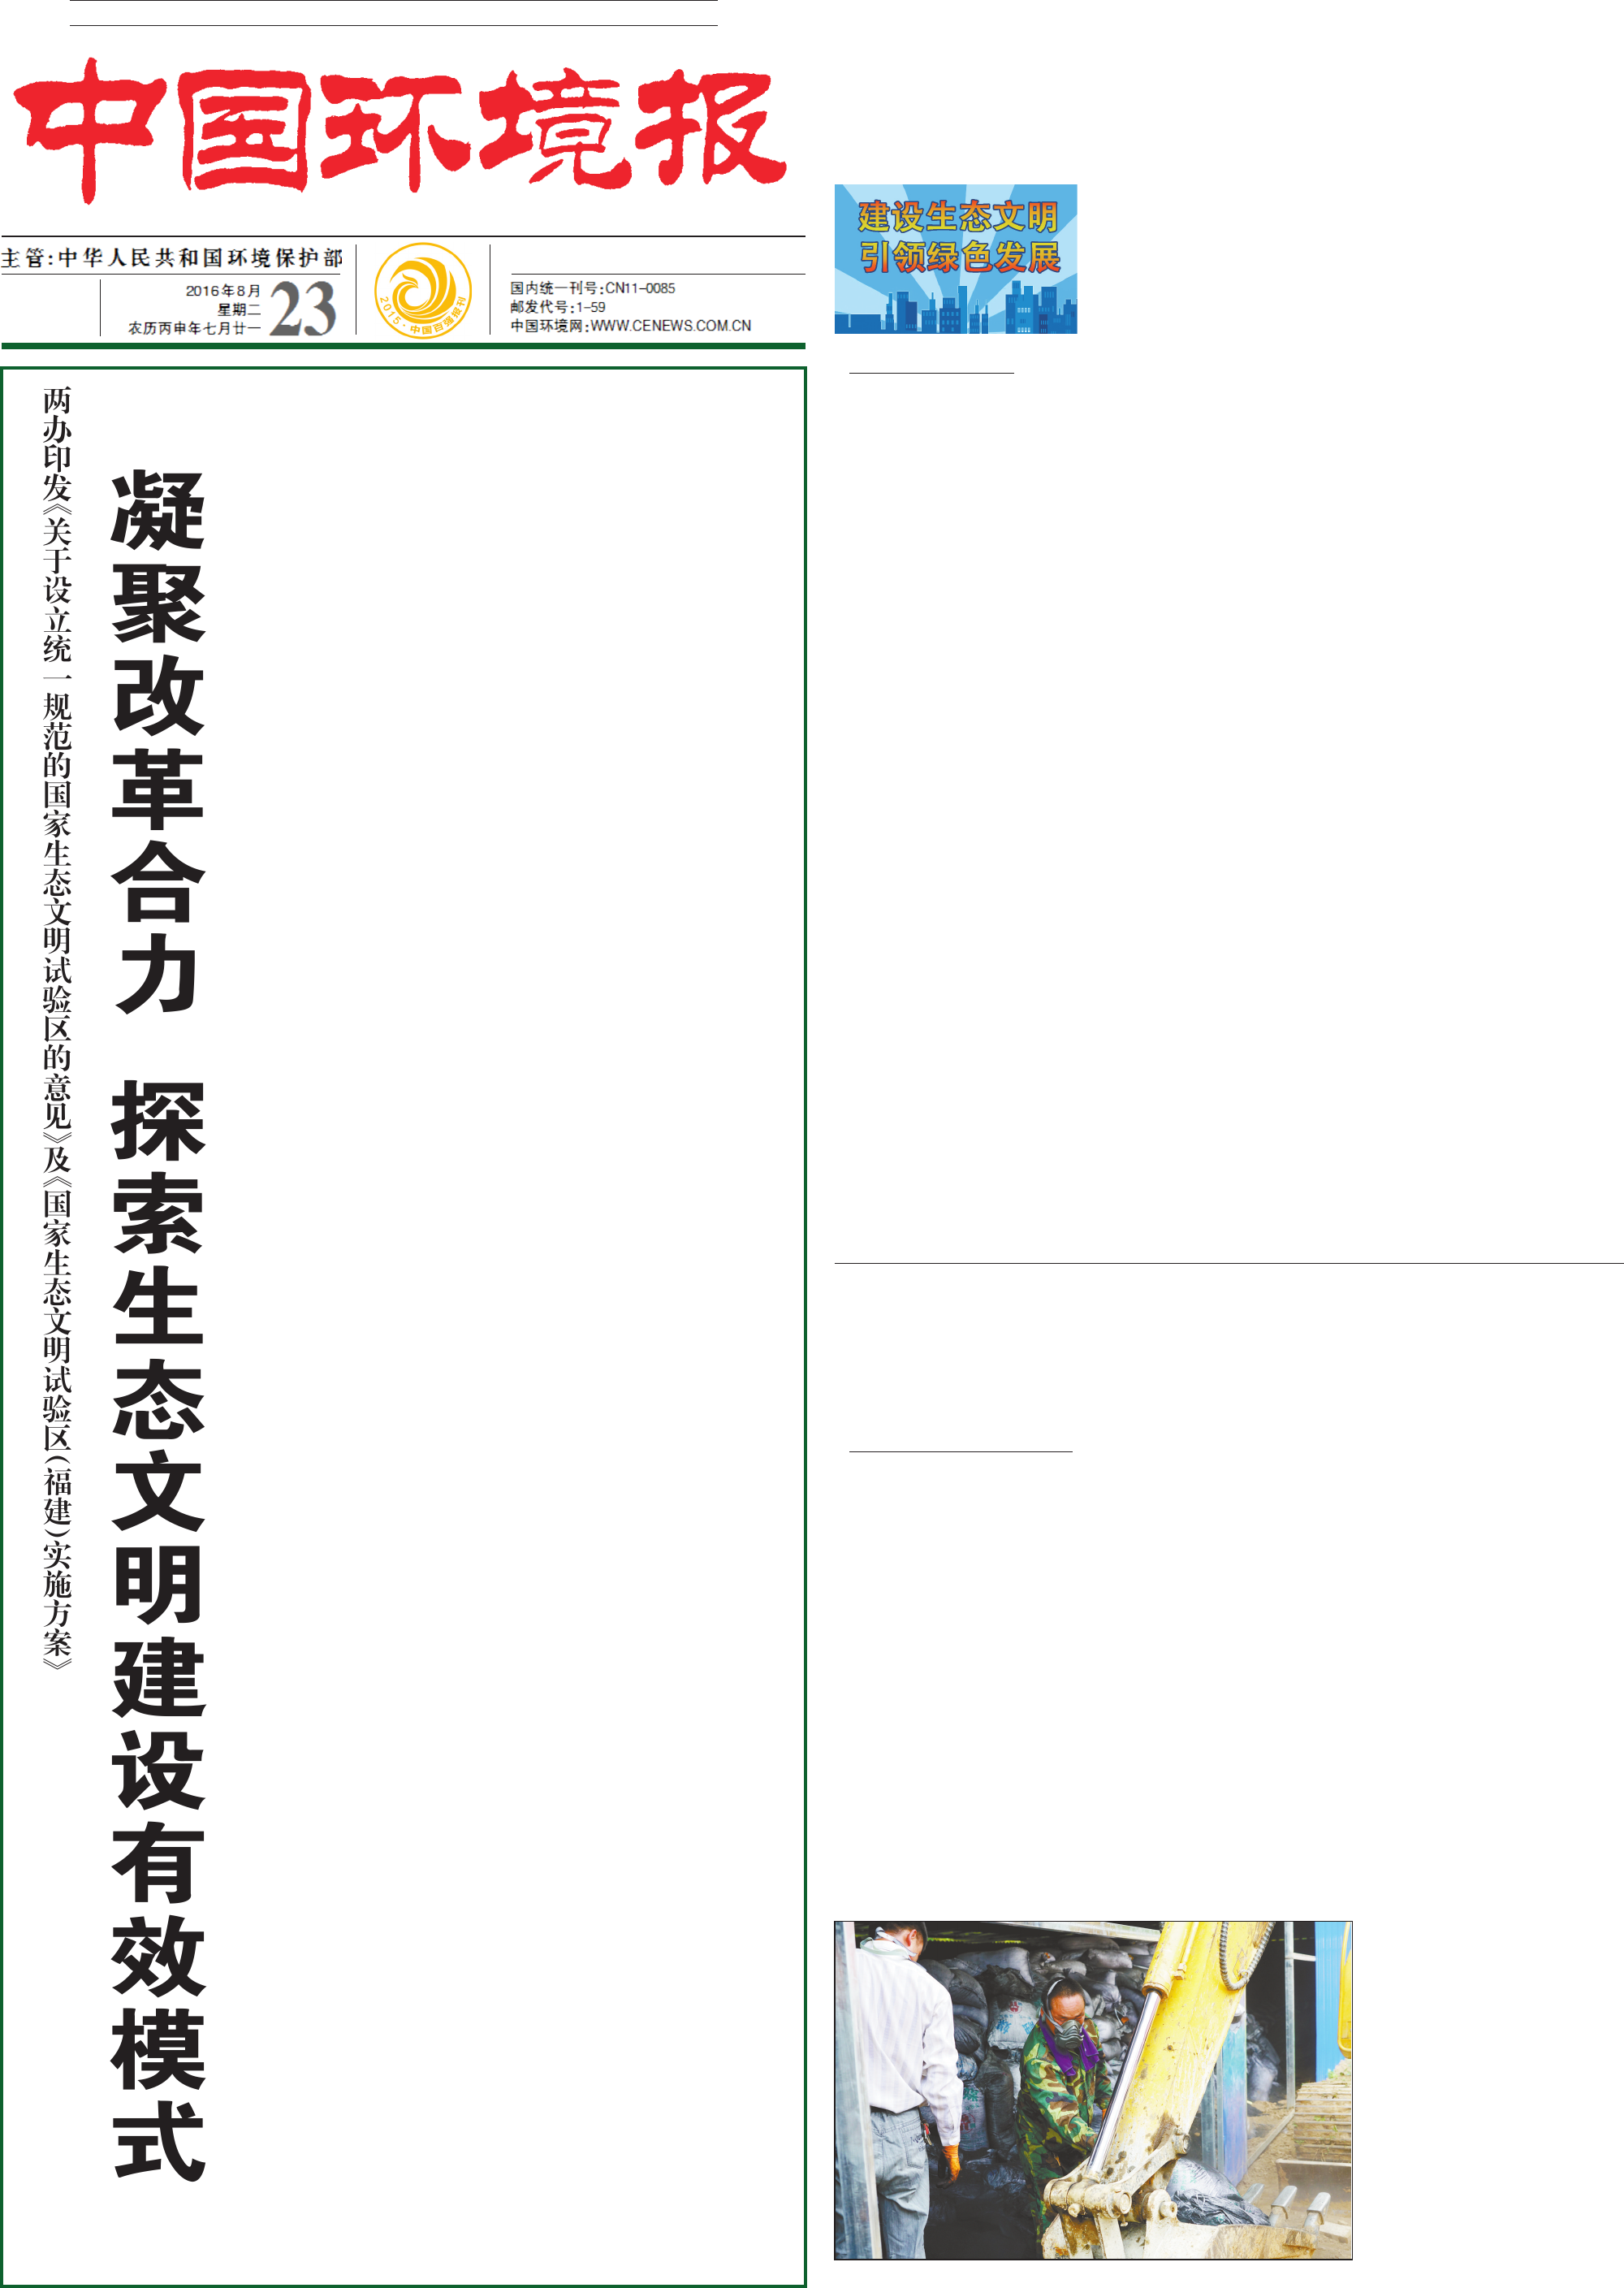 中国环境报
主管:中华人民共和国环境保护部
2016年8月
星期二
农历丙申年七月廿一
23
2015·中国百强报刊
国内统一刊号:CN11-0085
邮发代号:1-59
中国环境网:WWW.CENEWS.COM.CN
建设生态文明
引领绿色发展
两办印发《关于设立统一规范的国家生态文明试验区的意见》及《国家生态文明试验区(福建)实施方案》
凝聚改革合力 探索生态文明建设有效模式